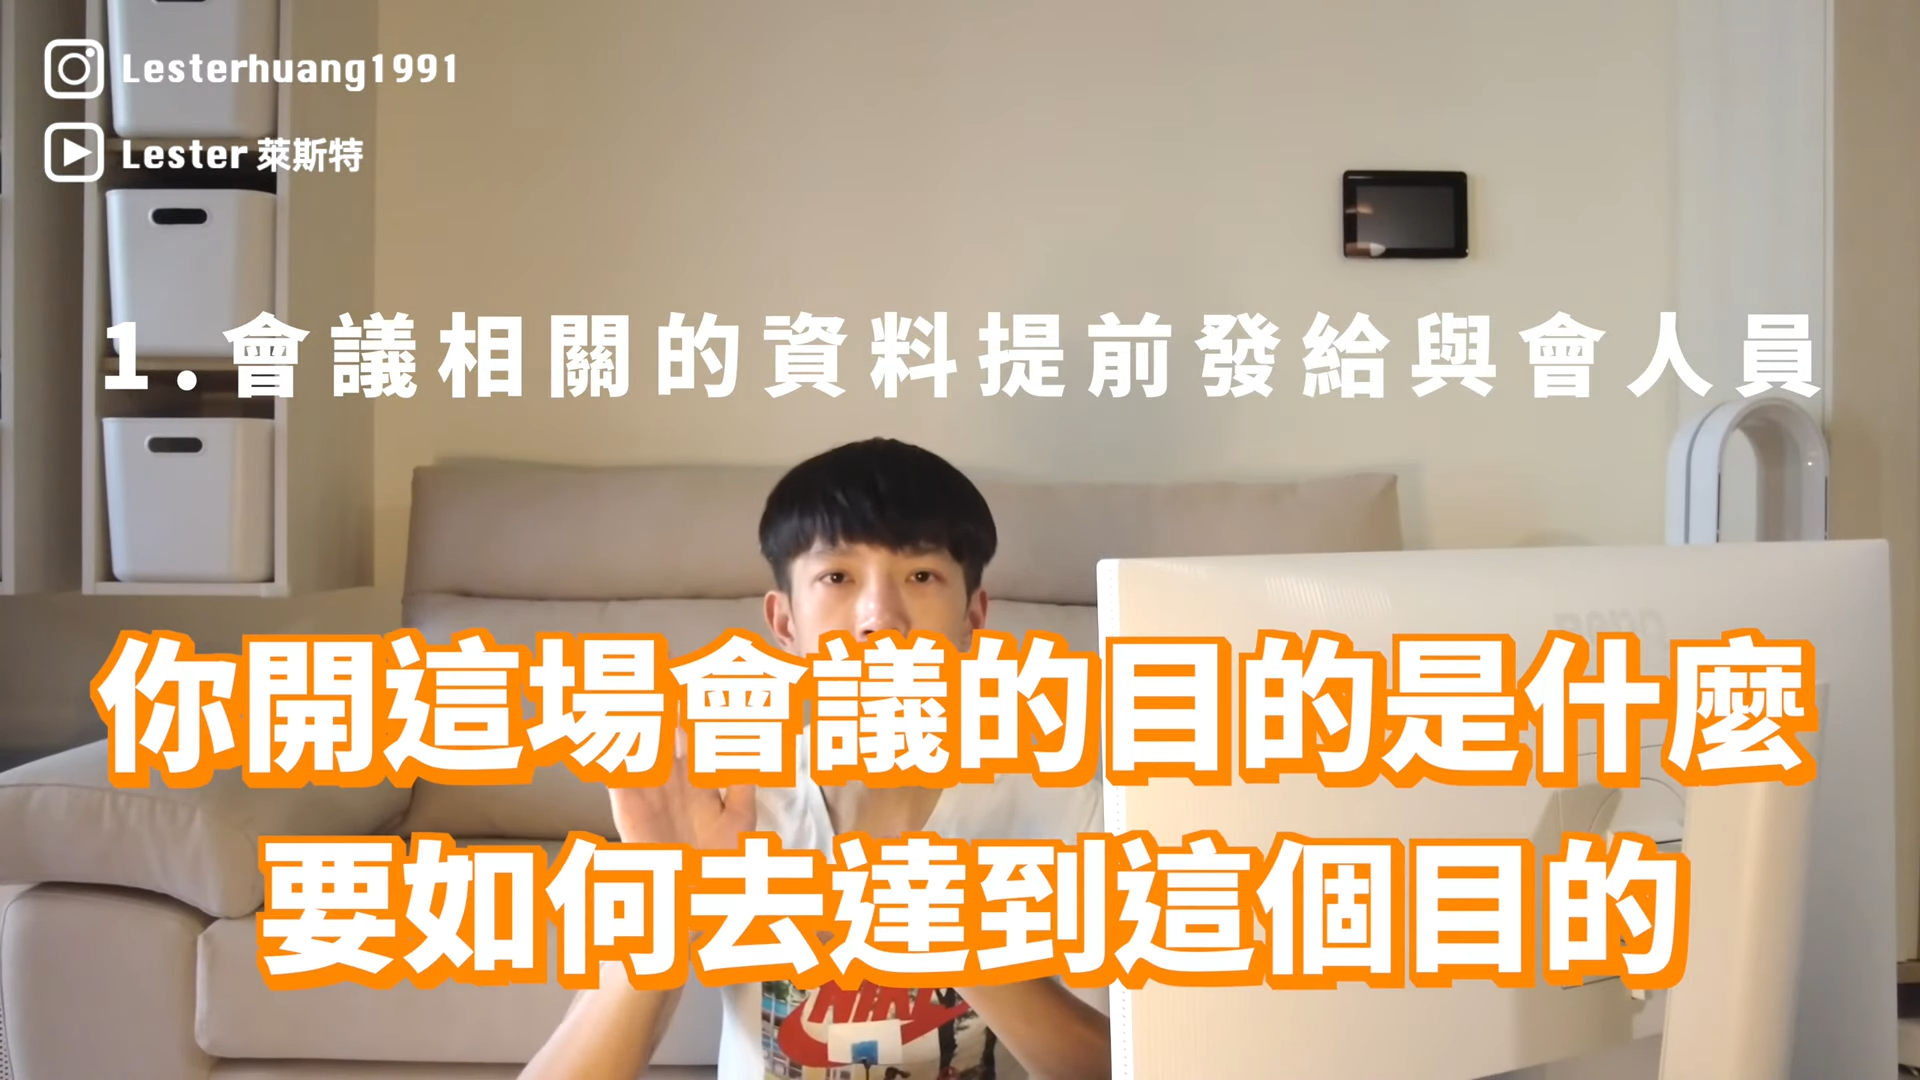 Lesterhuang1991
Lester 萊斯特
1.會議相關的資料提前發給與會人員
你開這場會議的目的是什麼
要如何去達到這個目的
NIKE